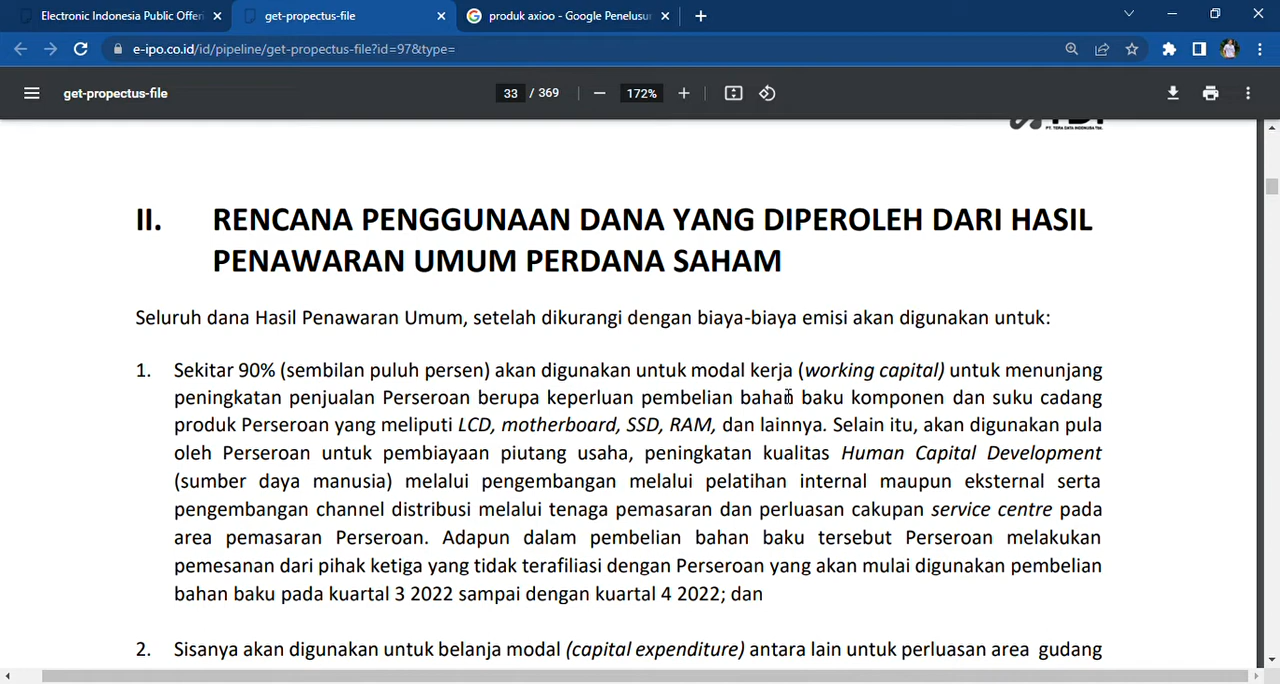 Electronic Indonesia Public Offeri
get-propectus-file
produk axioo - Google Penelusur
e-ipo.co.id/id/pipeline/get-propectus-file?id=97&type=
get-propectus-file
33 / 369
172%
PT. TERA DATA INDONUSA TBK.
II. RENCANA PENGGUNAAN DANA YANG DIPEROLEH DARI HASIL
PENAWARAN UMUM PERDANA SAHAM
Seluruh dana Hasil Penawaran Umum, setelah dikurangi dengan biaya-biaya emisi akan digunakan untuk:
1. Sekitar 90% (sembilan puluh persen) akan digunakan untuk modal kerja (working capital) untuk menunjang
peningkatan penjualan Perseroan berupa keperluan pembelian bahan baku komponen dan suku cadang
produk Perseroan yang meliputi LCD, motherboard, SSD, RAM, dan lainnya. Selain itu, akan digunakan pula
oleh Perseroan untuk pembiayaan piutang usaha, peningkatan kualitas Human Capital Development
(sumber daya manusia) melalui pengembangan melalui pelatihan internal maupun eksternal serta
pengembangan channel distribusi melalui tenaga pemasaran dan perluasan cakupan service centre pada
area pemasaran Perseroan. Adapun dalam pembelian bahan baku tersebut Perseroan melakukan
pemesanan dari pihak ketiga yang tidak terafiliasi dengan Perseroan yang akan mulai digunakan pembelian
bahan baku pada kuartal 3 2022 sampai dengan kuartal 4 2022; dan
2. Sisanya akan digunakan untuk belanja modal (capital expenditure) antara lain untuk perluasan area gudang